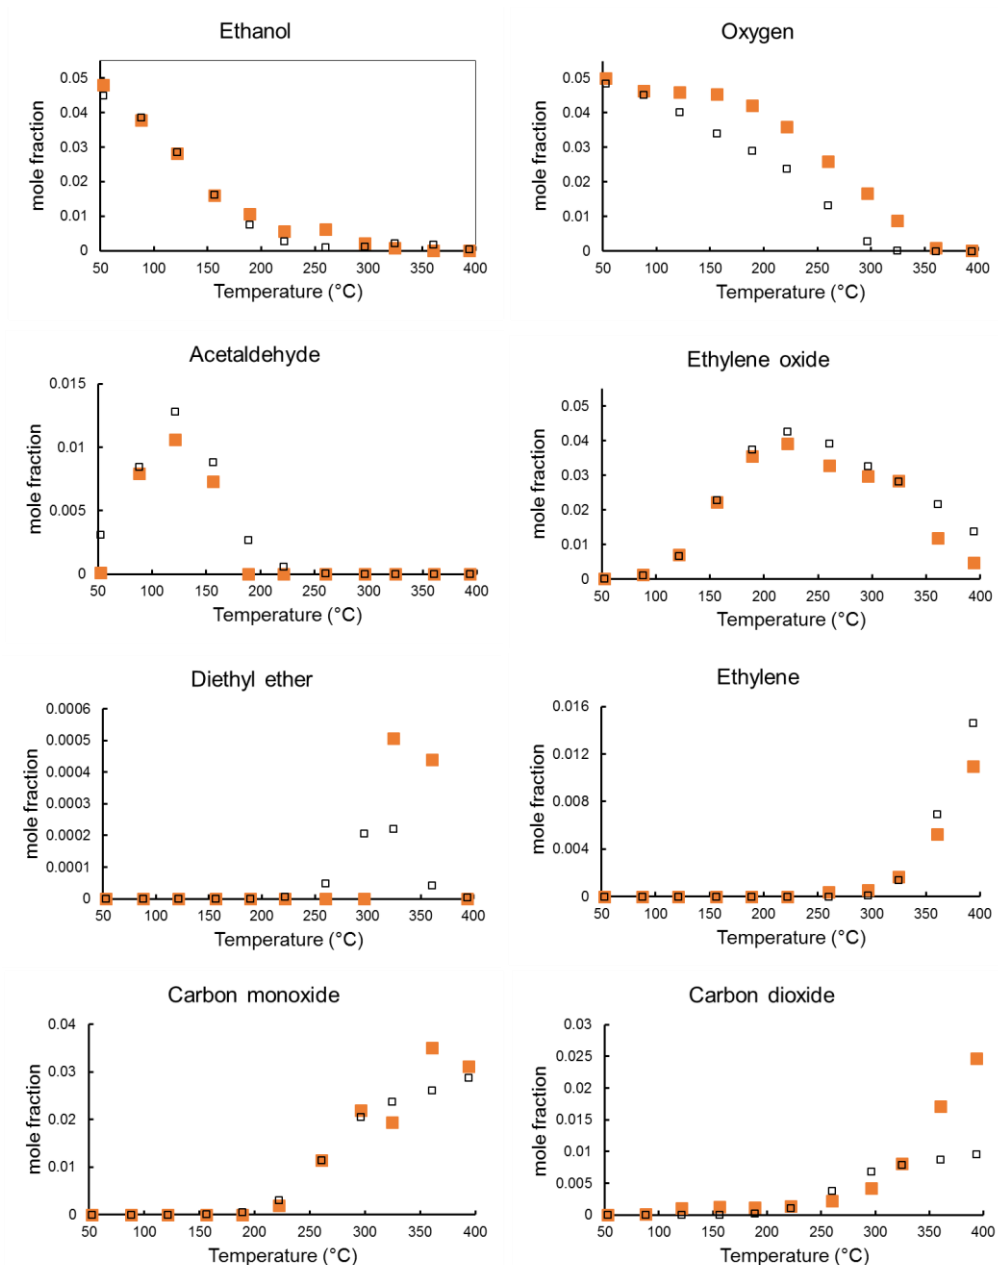 Ethanol
0.05
0.04
0.03
0.02
0.01
0
mole fraction
50 100 150 200 250 300 350 400
Temperature (°C)
Oxygen
0.05
0.04
0.03
0.02
0.01
0
mole fraction
50 100 150 200 250 300 350 400
Temperature (°C)
Acetaldehyde
0.015
0.01
0.005
0
mole fraction
50 100 150 200 250 300 350 400
Temperature (°C)
Ethylene oxide
0.05
0.04
0.03
0.02
0.01
0
mole fraction
50 100 150 200 250 300 350 400
Temperature (°C)
Diethyl ether
0.0006
0.0005
0.0004
0.0003
0.0002
0.0001
0
mole fraction
50 100 150 200 250 300 350 400
Temperature (°C)
Ethylene
0.016
0.012
0.008
0.004
0
mole fraction
50 100 150 200 250 300 350 400
Temperature (°C)
Carbon monoxide
0.04
0.03
0.02
0.01
0
mole fraction
50 100 150 200 250 300 350 400
Temperature (°C)
Carbon dioxide
0.03
0.025
0.02
0.015
0.01
0.005
0
mole fraction
50 100 150 200 250 300 350 400
Temperature (°C)